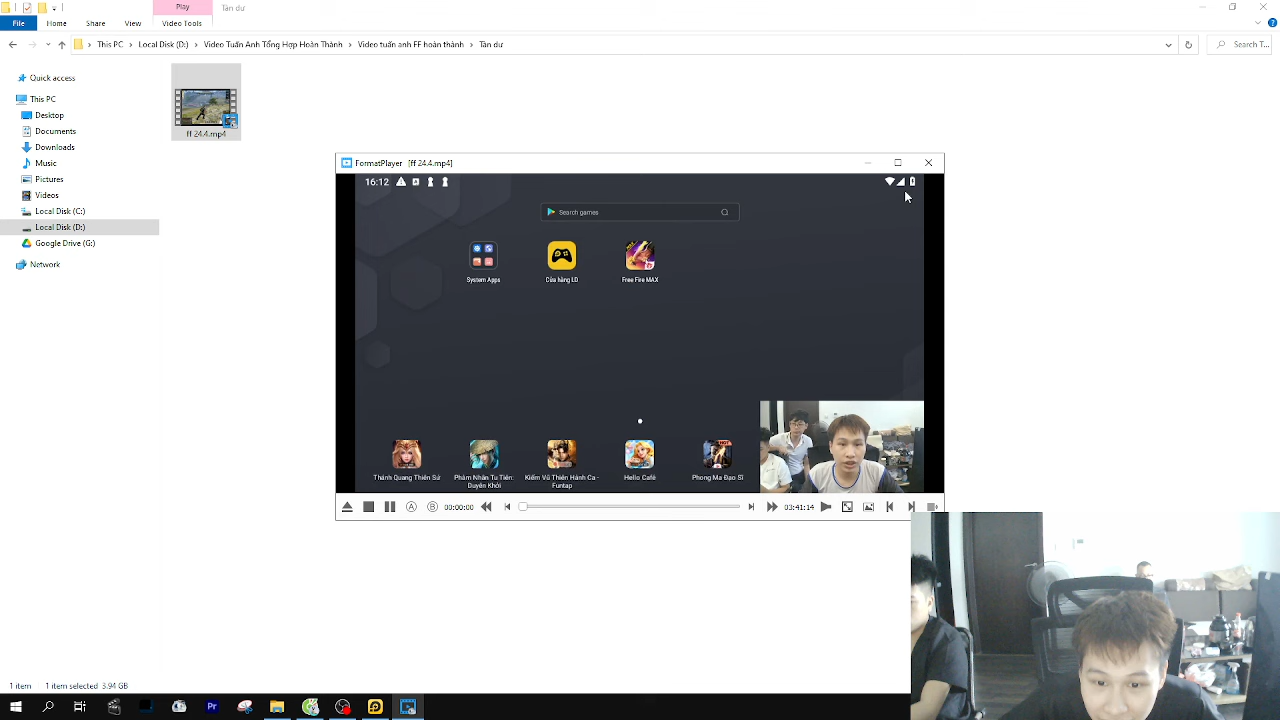 Play
Tàn dư
File
Home
Share
View
Video Tools
This PC
Local Disk (D:)
Video Tuấn Anh Tổng Hợp Hoàn Thành
Video tuấn anh FF hoàn thành
Tàn dư
Search T...
Quick access
This PC
Desktop
Documents
Downloads
Music
Pictures
Videos
Local Disk (C:)
Local Disk (D:)
Google Drive (G:)
Network
ff 24.4.mp4
FormatPlayer [ff 24.4.mp4]
16:12
Search games
System Apps
Cửa hàng LD
Free Fire MAX
Thánh Quang Thiên Sứ
Phàm Nhân Tu Tiên:
Duyên Khởi
Kiếm Vũ Thiên Hành Ca -
Funtap
Hello Café
Phong Ma Đạo Sĩ
A
B
00:00:00
03:41:14
1 item
1 item selected 3.94 GB
Pr